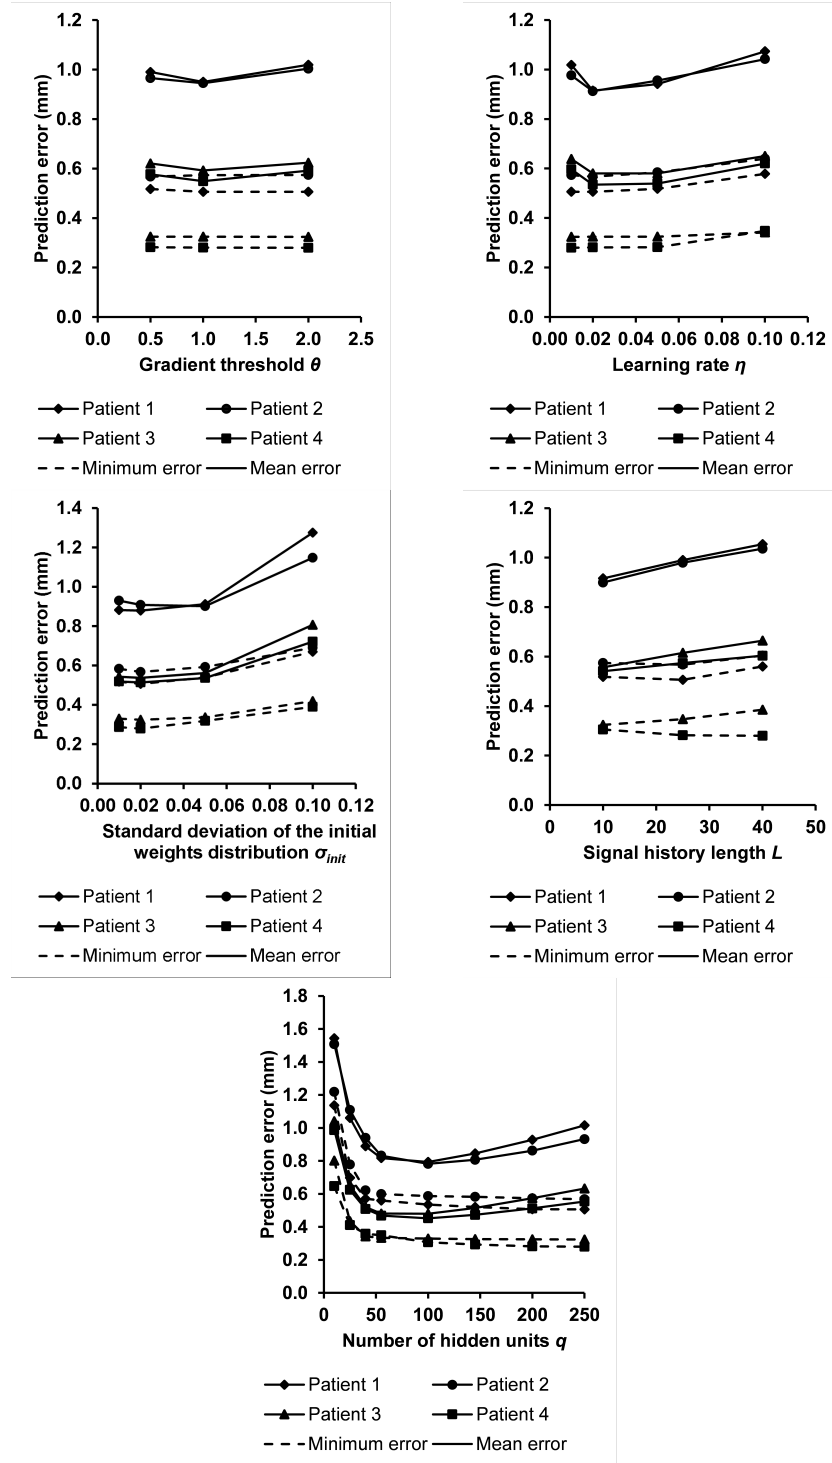 1.2
1.0
0.8
0.6
0.4
0.2
0.0
Prediction error (mm)
0.0 0.5 1.0 1.5 2.0 2.5
Gradient threshold θ
Patient 1 Patient 2
Patient 3 Patient 4
Minimum error Mean error
1.2
1.0
0.8
0.6
0.4
0.2
0.0
Prediction error (mm)
0.00 0.02 0.04 0.06 0.08 0.10 0.12
Learning rate η
Patient 1 Patient 2
Patient 3 Patient 4
Minimum error Mean error
1.4
1.2
1.0
0.8
0.6
0.4
0.2
0.0
Prediction error (mm)
0.00 0.02 0.04 0.06 0.08 0.10 0.12
Standard deviation of the initial
weights distribution σinit
Patient 1 Patient 2
Patient 3 Patient 4
Minimum error Mean error
1.2
1.0
0.8
0.6
0.4
0.2
0.0
Prediction error (mm)
0 10 20 30 40 50
Signal history length L
Patient 1 Patient 2
Patient 3 Patient 4
Minimum error Mean error
1.8
1.6
1.4
1.2
1.0
0.8
0.6
0.4
0.2
0.0
Prediction error (mm)
0 50 100 150 200 250
Number of hidden units q
Patient 1 Patient 2
Patient 3 Patient 4
Minimum error Mean error